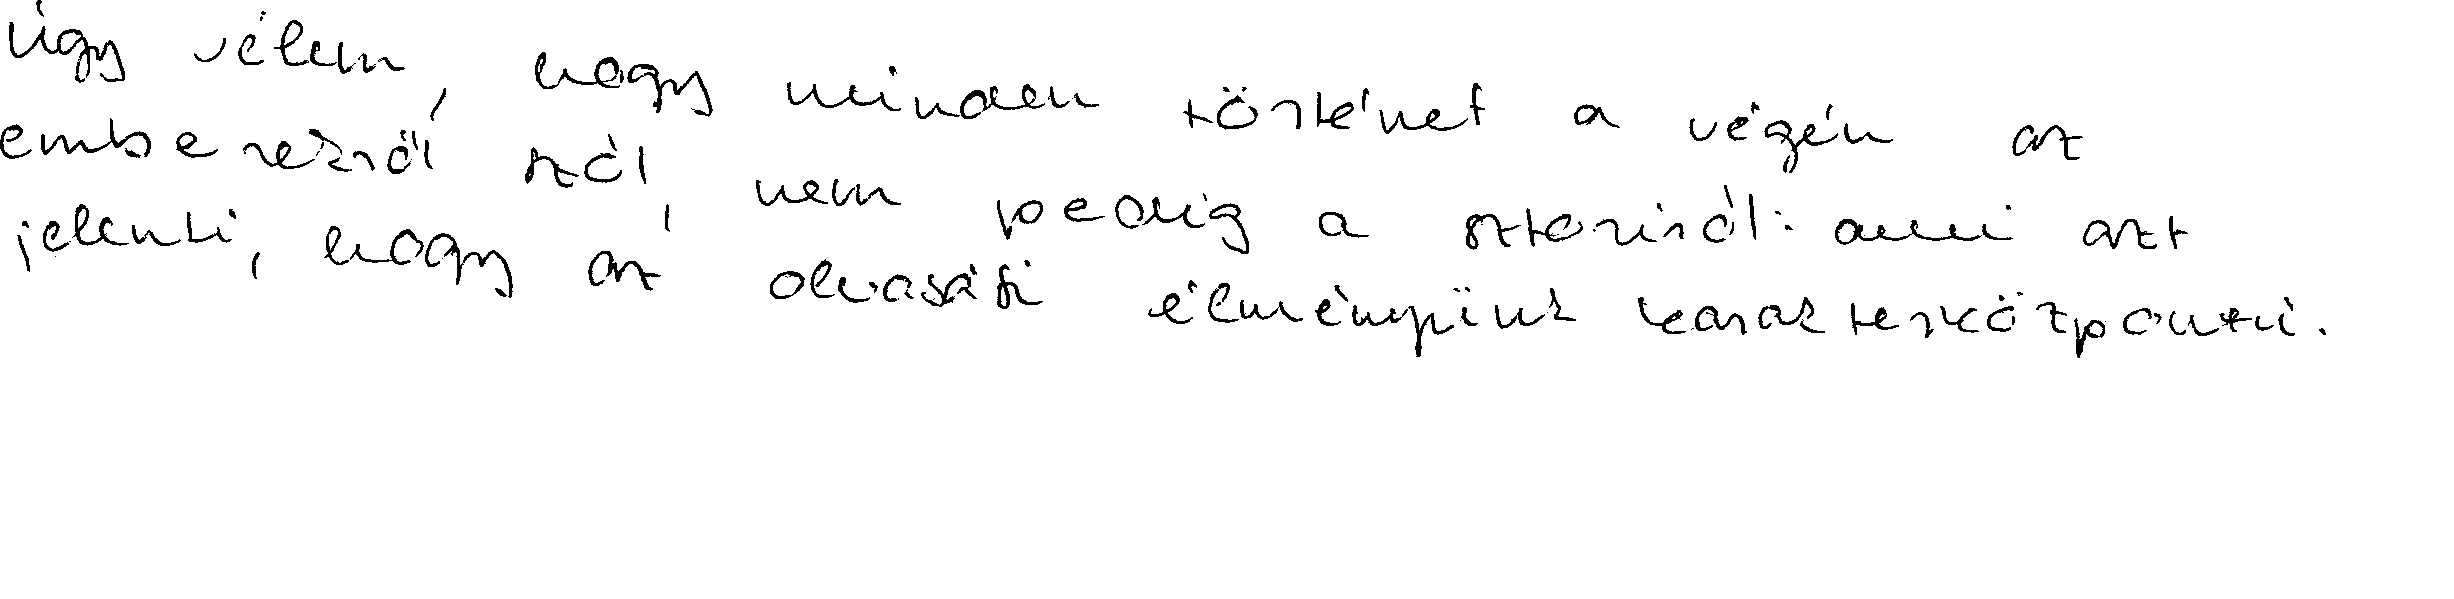 Úgy vélem, hogy minden történet a végén az
emberekről szól, nem pedig a sztoriról: ami azt
jelenti, hogy az olvasási élményünk karakterközpontú.